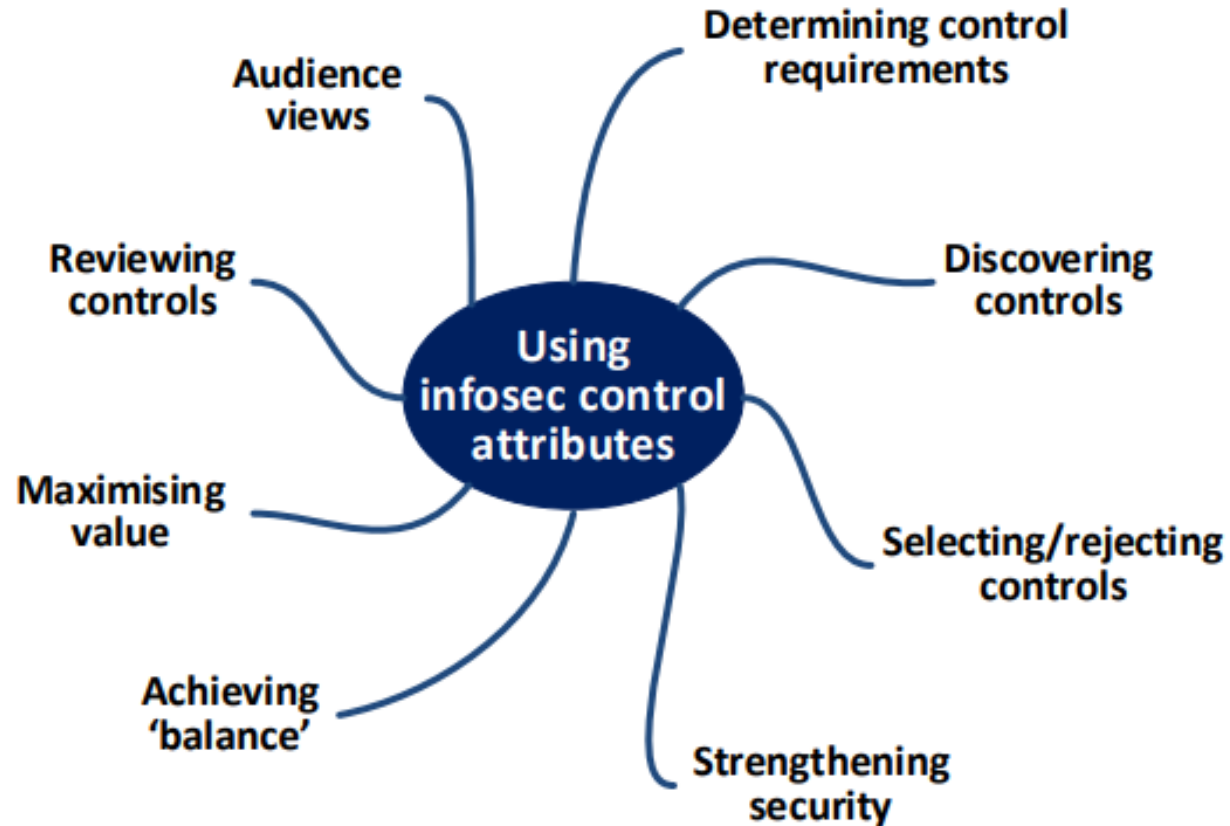 Determining control
requirements
Audience
views
Reviewing
controls
Discovering
controls
Using
infosec control
attributes
Maximising
value
Selecting/rejecting
controls
Achieving
‘balance’
Strengthening
security